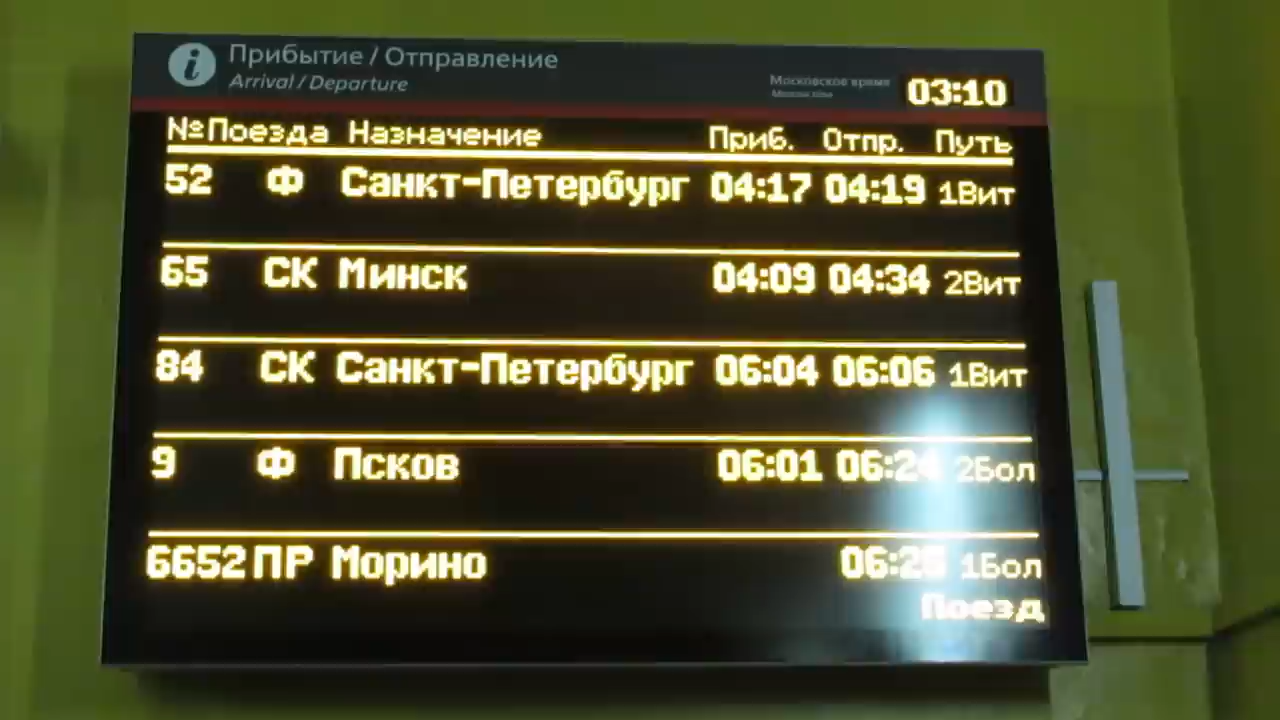 Прибытие / Отправление
Arrival / Departure
Московское время
Moscow time
03:10
№Поезда Назначение Приб. Отпр. Путь
52 Ф Санкт-Петербург 04:17 04:19 1Вит
65 СК Минск 04:09 04:34 2Вит
84 СК Санкт-Петербург 06:04 06:06 1Вит
9 Ф Псков 06:01 06:24 2Бол
6652 ПР Морино 1Бол
Поезд